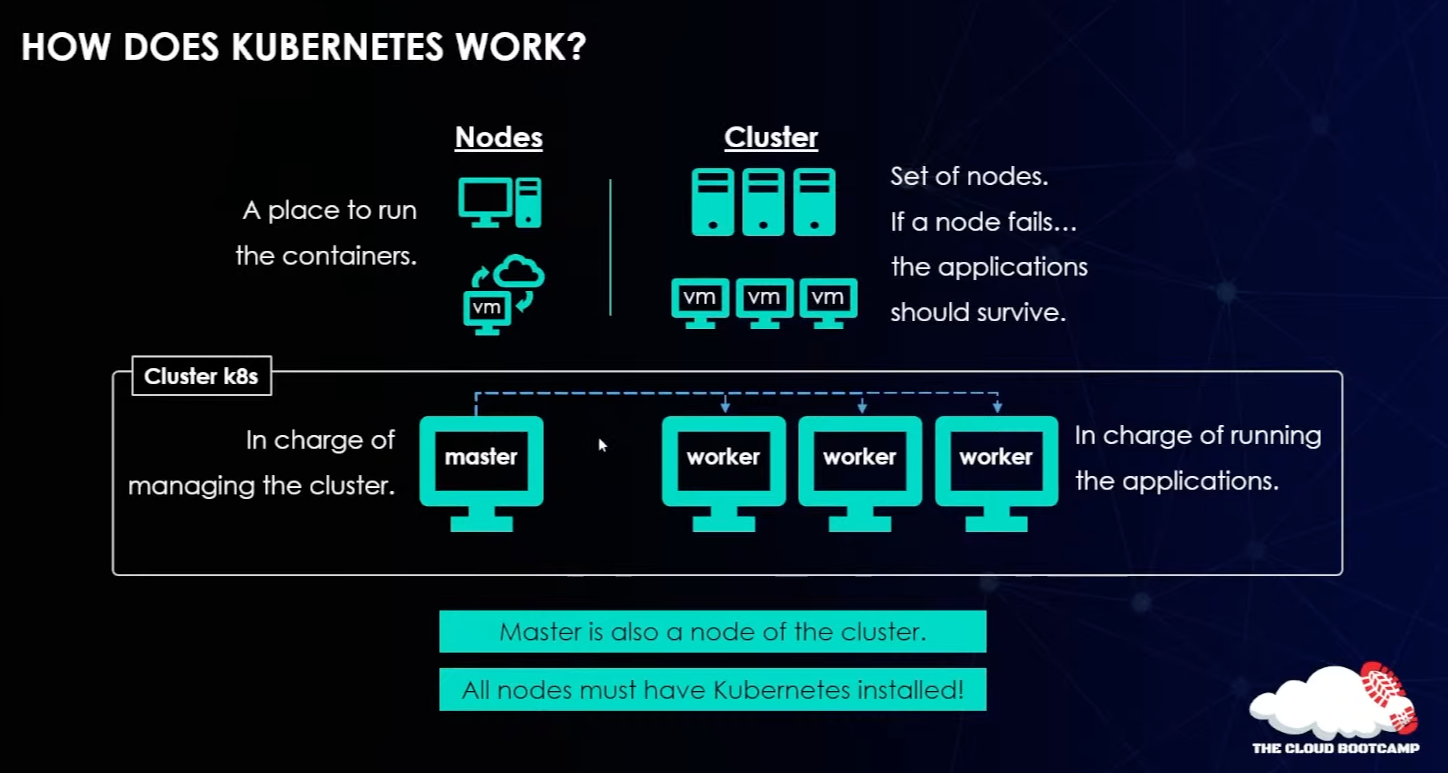 HOW DOES KUBERNETES WORK?
Nodes
A place to run
the containers.
vm
Cluster
vm vm vm
Set of nodes.
If a node fails...
the applications
should survive.
Cluster k8s
In charge of
managing the cluster.
master
worker worker worker
In charge of running
the applications.
Master is also a node of the cluster.
All nodes must have Kubernetes installed!
THE CLOUD BOOTCAMP